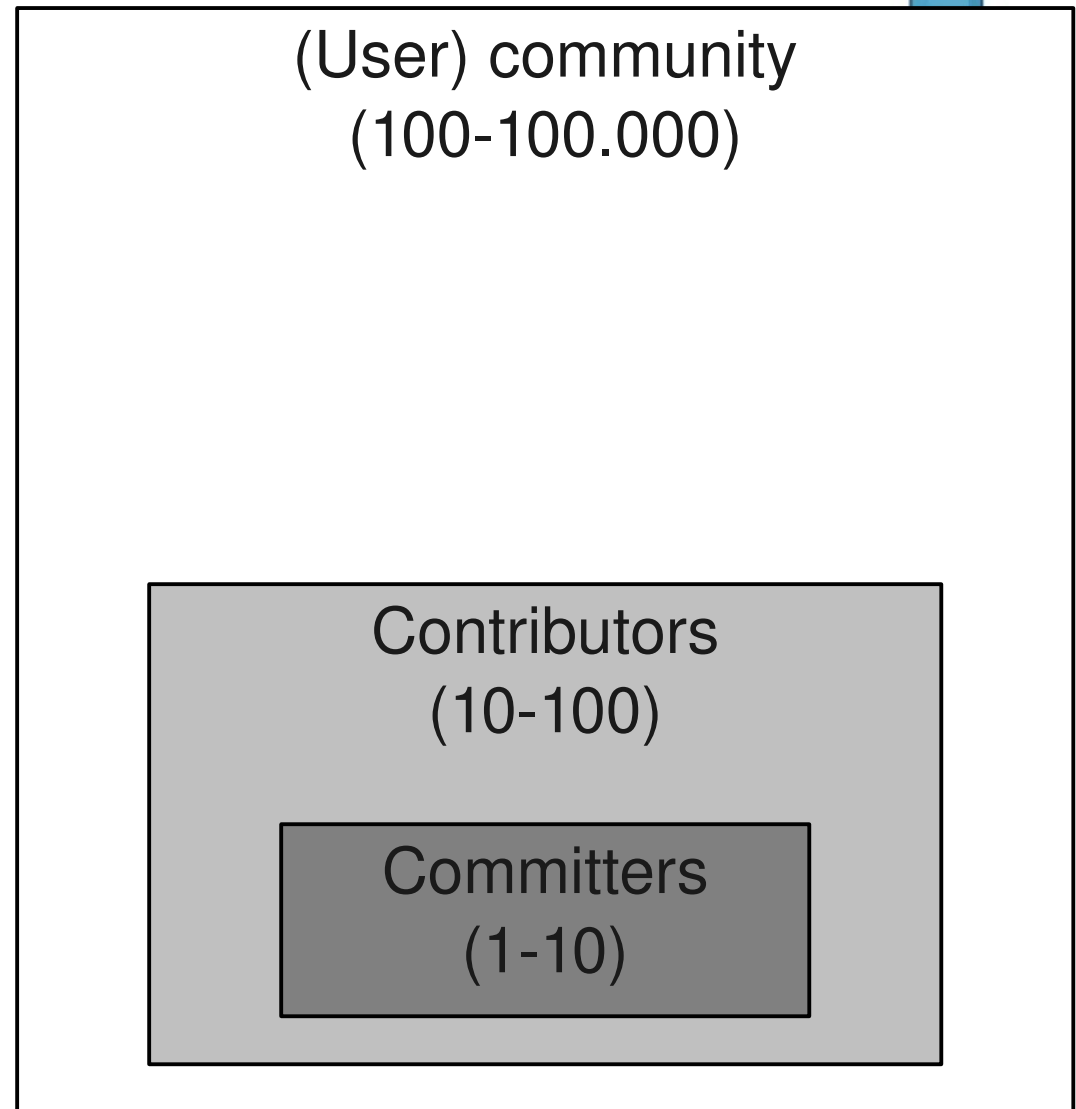 (User) community
(100-100.000)
Contributors
(10-100)
Committers
(1-10)